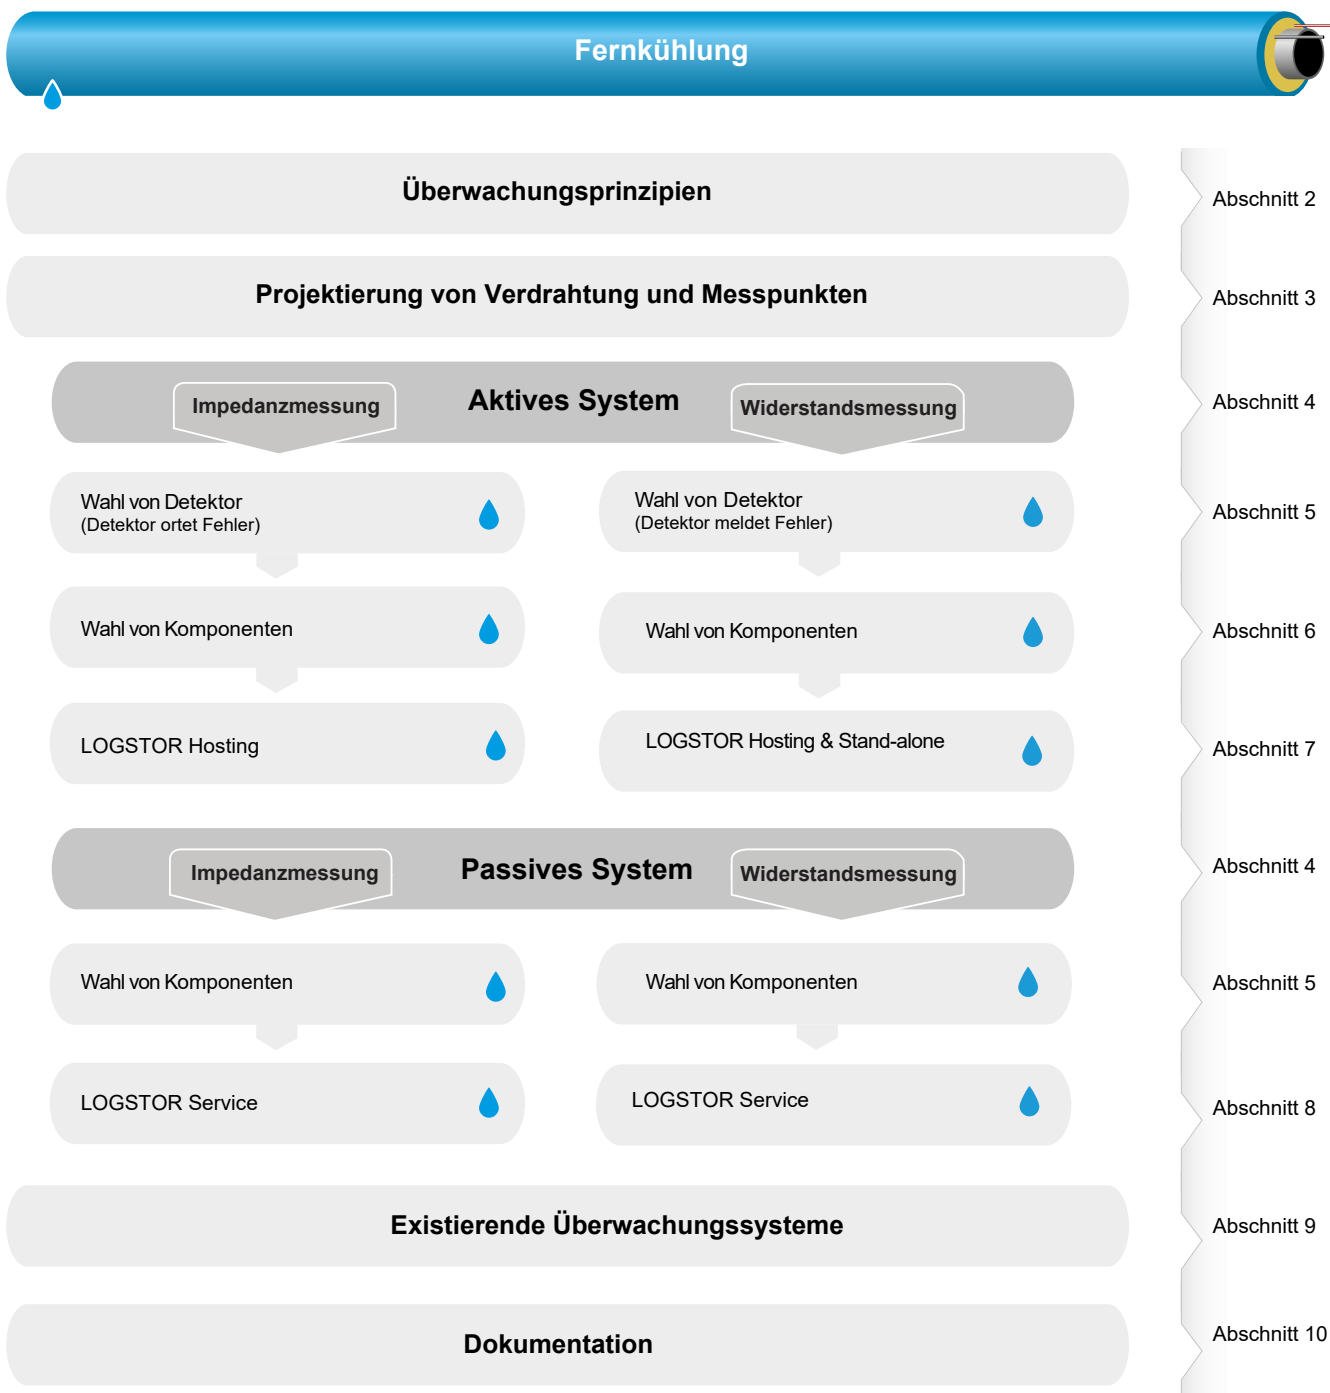 Fernkühlung
Überwachungsprinzipien
Abschnitt 2
Projektierung von Verdrahtung und Messpunkten
Abschnitt 3
Impedanzmessung
Aktives System
Widerstandsmessung
Abschnitt 4
Wahl von Detektor
(Detektor ortet Fehler)
Wahl von Detektor
(Detektor meldet Fehler)
Abschnitt 5
Wahl von Komponenten
Wahl von Komponenten
Abschnitt 6
LOGSTOR Hosting
LOGSTOR Hosting & Stand-alone
Abschnitt 7
Impedanzmessung
Passives System
Widerstandsmessung
Abschnitt 4
Wahl von Komponenten
Wahl von Komponenten
Abschnitt 5
LOGSTOR Service
LOGSTOR Service
Abschnitt 8
Existierende Überwachungssysteme
Abschnitt 9
Dokumentation
Abschnitt 10